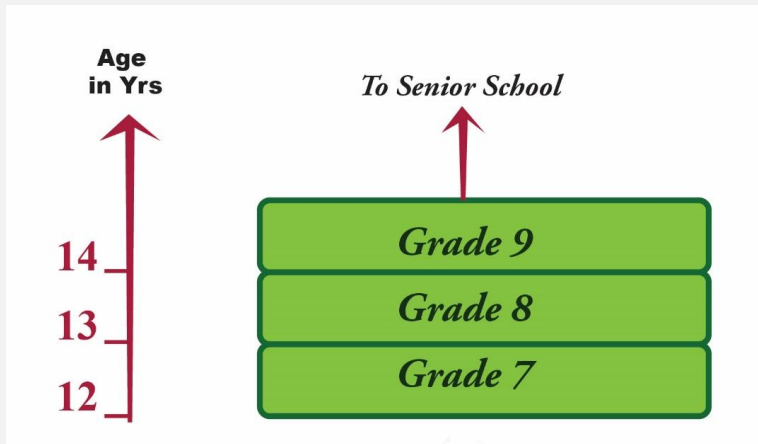 Age
in Yrs
To Senior School
14
Grade 9
13
Grade 8
12
Grade 7